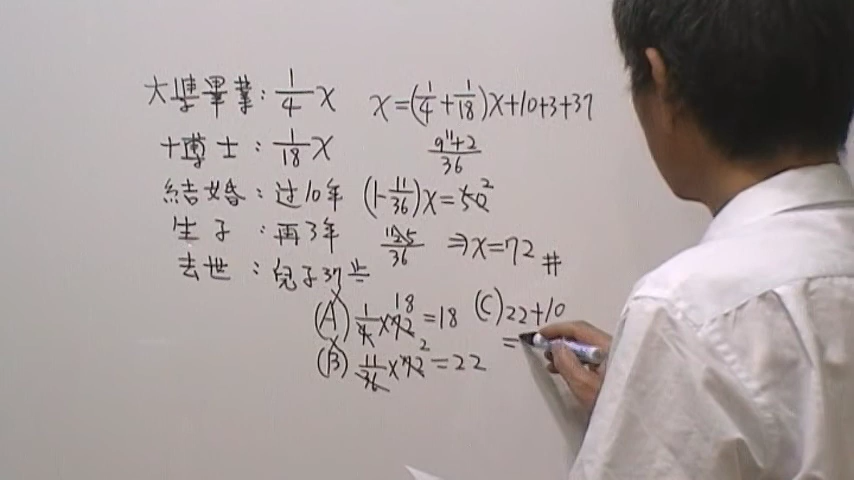 大學畢業：1/4 x
x=(1/4+1/18)x+10+3+37
十博士：1/18 x
9+2/36
結婚：过10年
(1-11/36)x=50
生子：再3年
25/36 ⇒x=72 #
去世：兒子37歲
(A) 1/4×72=18
(B) 11/36×72=22
(C) 22+10
=